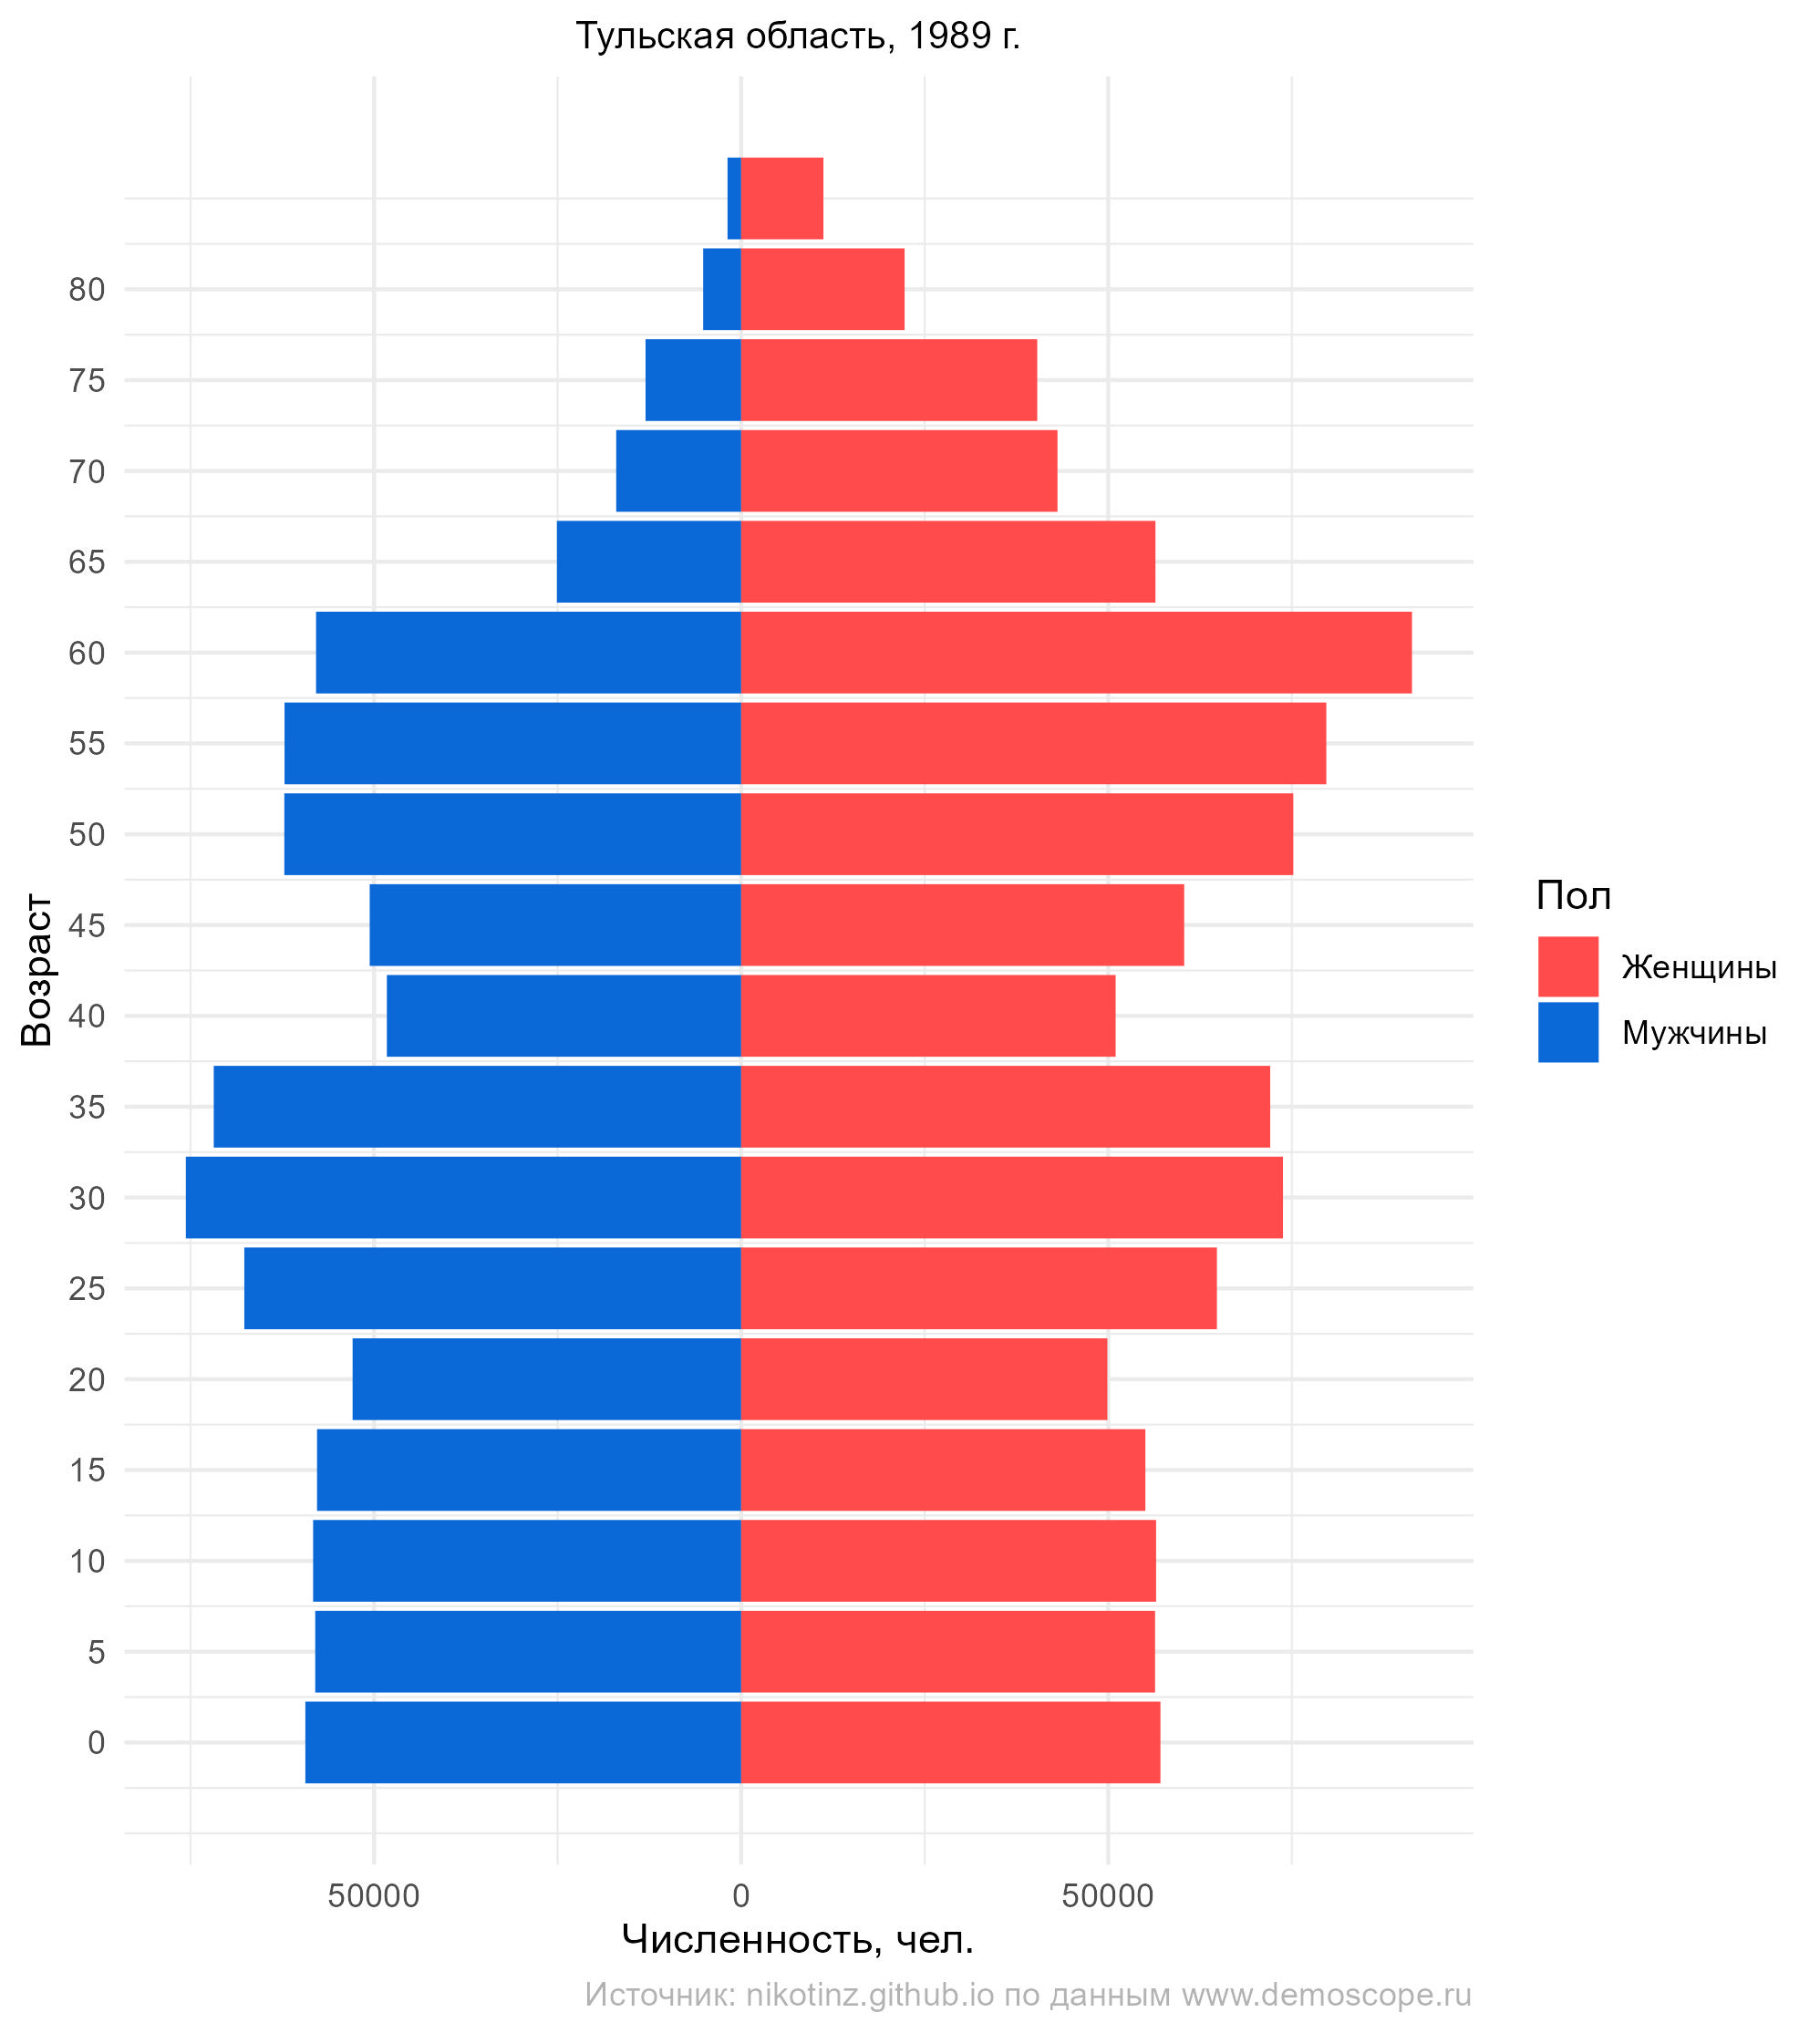 Тульская область, 1989 г.
80
75
70
65
60
55
50
45
40
35
30
25
20
15
10
5
0
Возраст
50000 0 50000
Численность, чел.
Пол
Женщины
Мужчины
Источник: nikotinz.github.io по данным www.demoscope.ru